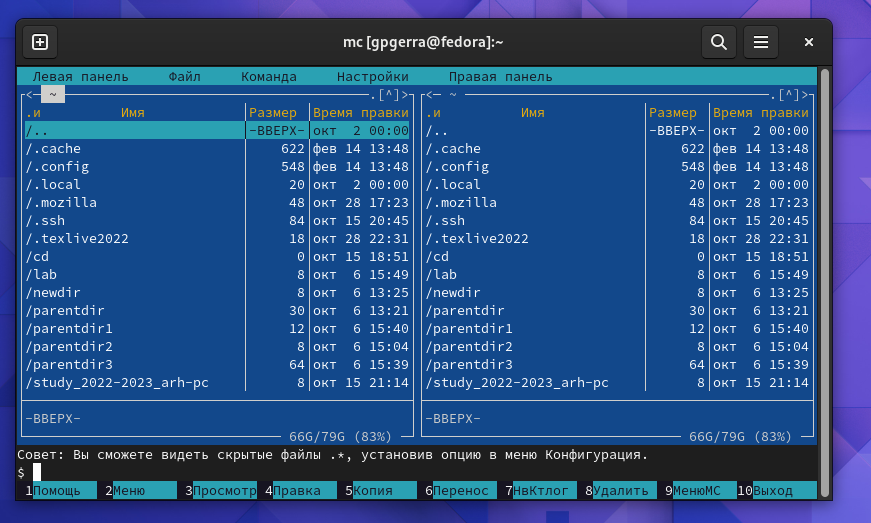 mc [gpgerra@fedora]:~
Левая панель Файл Команда Настройки Правая панель
<─ ~ .[^]> <─ ~ .[^]>
.и Имя Размер Время правки .и Имя Размер Время правки
/.. -ВВЕРХ- окт 2 00:00 /.. -ВВЕРХ- окт 2 00:00
/.cache 622 фев 14 13:48 /.cache 622 фев 14 13:48
/.config 548 фев 14 13:48 /.config 548 фев 14 13:48
/.local 20 окт 2 00:00 /.local 20 окт 2 00:00
/.mozilla 48 окт 28 17:23 /.mozilla 48 окт 28 17:23
/.ssh 84 окт 15 20:45 /.ssh 84 окт 15 20:45
/.texlive2022 18 окт 28 22:31 /.texlive2022 18 окт 28 22:31
/cd 0 окт 15 18:51 /cd 0 окт 15 18:51
/lab 8 окт 6 15:49 /lab 8 окт 6 15:49
/newdir 8 окт 6 13:25 /newdir 8 окт 6 13:25
/parentdir 30 окт 6 13:21 /parentdir 30 окт 6 13:21
/parentdir1 12 окт 6 15:40 /parentdir1 12 окт 6 15:40
/parentdir2 8 окт 6 15:04 /parentdir2 8 окт 6 15:04
/parentdir3 64 окт 6 15:39 /parentdir3 64 окт 6 15:39
/study_2022-2023_arh-pc 8 окт 15 21:14 /study_2022-2023_arh-pc 8 окт 15 21:14
-ВВЕРХ- -ВВЕРХ-
66G/79G (83%) 66G/79G (83%)
Совет: Вы сможете видеть скрытые файлы .*, установив опцию в меню Конфигурация.
$
1Помощь 2Меню 3Просмотр 4Правка 5Копия 6Перенос 7НвКтлог 8Удалить 9МенюMC 10Выход